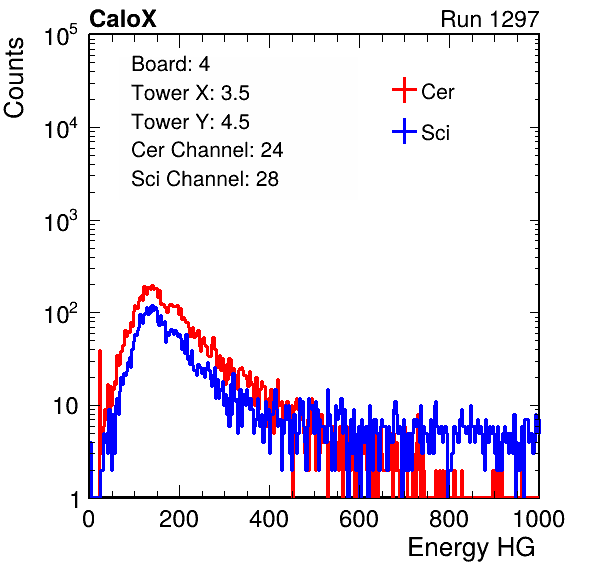 CaloX Run 1297
Counts
10^5
10^4
10^3
10^2
10
1
Board: 4
Tower X: 3.5
Tower Y: 4.5
Cer Channel: 24
Sci Channel: 28
Cer
Sci
0 200 400 600 800 1000
Energy HG